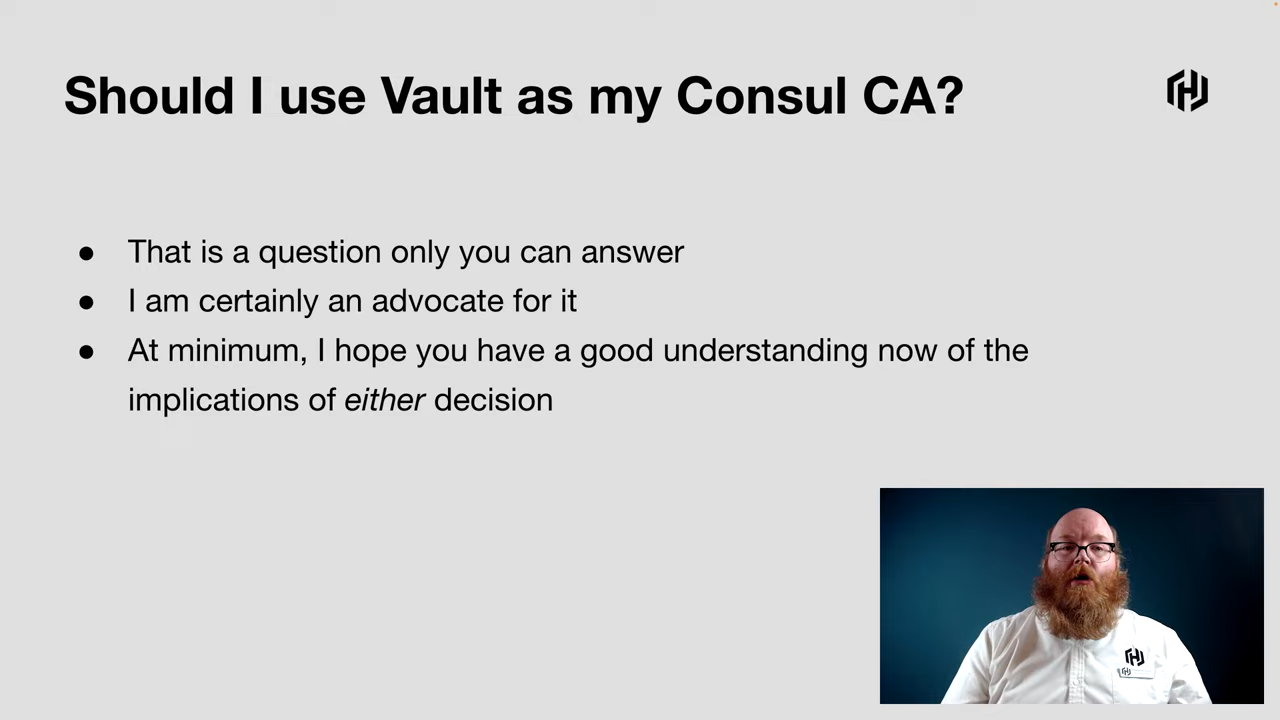 Should I use Vault as my Consul CA?
● That is a question only you can answer
● I am certainly an advocate for it
● At minimum, I hope you have a good understanding now of the
implications of either decision